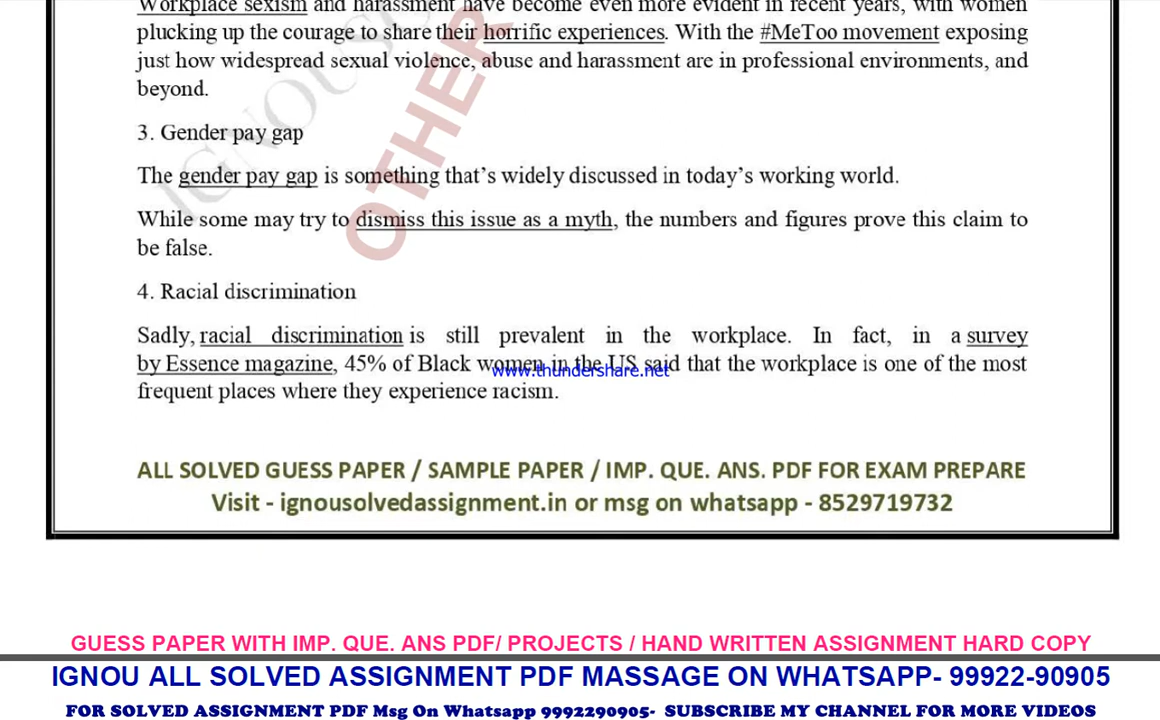 Workplace sexism and harassment have become even more evident in recent years, with women
plucking up the courage to share their horrific experiences. With the #MeToo movement exposing
just how widespread sexual violence, abuse and harassment are in professional environments, and
beyond.
3. Gender pay gap
The gender pay gap is something that’s widely discussed in today’s working world.
While some may try to dismiss this issue as a myth, the numbers and figures prove this claim to
be false.
4. Racial discrimination
Sadly, racial discrimination is still prevalent in the workplace. In fact, in a survey
by Essence magazine, 45% of Black women in the US said that the workplace is one of the most
www.thundershare.net
frequent places where they experience racism.
OTHER
ALL SOLVED GUESS PAPER / SAMPLE PAPER / IMP. QUE. ANS. PDF FOR EXAM PREPARE
Visit - ignousolvedassignment.in or msg on whatsapp - 8529719732
GUESS PAPER WITH IMP. QUE. ANS PDF/ PROJECTS / HAND WRITTEN ASSIGNMENT HARD COPY
IGNOU ALL SOLVED ASSIGNMENT PDF MASSAGE ON WHATSAPP- 99922-90905
FOR SOLVED ASSIGNMENT PDF Msg On Whatsapp 9992290905- SUBSCRIBE MY CHANNEL FOR MORE VIDEOS